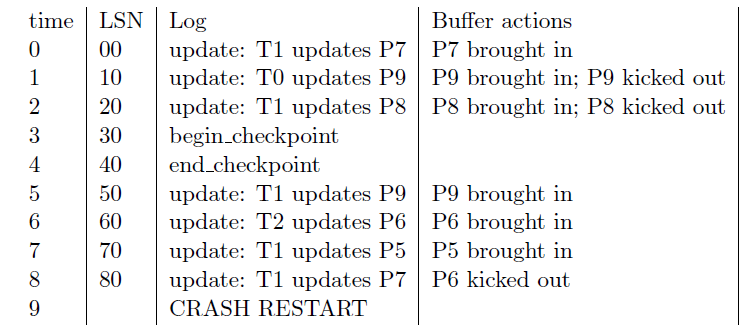 time LSN Log Buffer actions
0 00 update: T1 updates P7 P7 brought in
1 10 update: T0 updates P9 P9 brought in; P9 kicked out
2 20 update: T1 updates P8 P8 brought in; P8 kicked out
3 30 begin_checkpoint
4 40 end_checkpoint
5 50 update: T1 updates P9 P9 brought in
6 60 update: T2 updates P6 P6 brought in
7 70 update: T1 updates P5 P5 brought in
8 80 update: T1 updates P7 P6 kicked out
9 CRASH RESTART